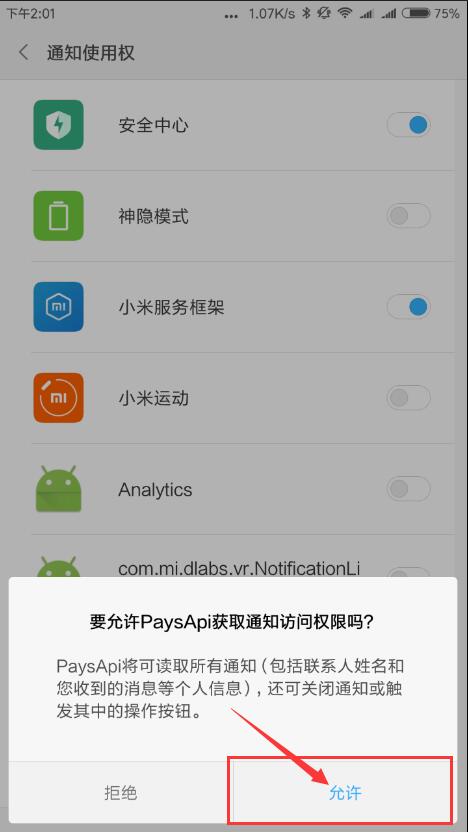 下午2:01
... 1.07K/s 75%
通知使用权
安全中心
神隐模式
mi
小米服务框架
mi
小米运动
Analytics
com.mi.dlabs.vr.NotificationLi
要允许PaysApi获取通知访问权限吗?
PaysApi将可读取所有通知(包括联系人姓名和
您收到的消息等个人信息),还可关闭通知或触
发其中的操作按钮。
拒绝 允许